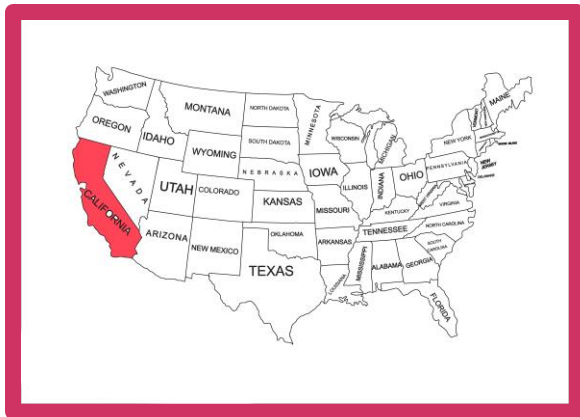 WASHINGTON
OREGON
IDAHO
MONTANA
NORTH DAKOTA
SOUTH DAKOTA
MINNESOTA
WISCONSIN
MICHIGAN
WYOMING
NEBRASKA
IOWA
NEVADA
UTAH
COLORADO
KANSAS
CALIFORNIA
ARIZONA
NEW MEXICO
OKLAHOMA
TEXAS
MISSOURI
ARKANSAS
LOUISIANA
ILLINOIS
INDIANA
OHIO
KENTUCKY
TENNESSEE
MISSISSIPPI
ALABAMA
GEORGIA
FLORIDA
SOUTH
CAROLINA
NORTH CAROLINA
VIRGINIA
PENNSYLVANIA
NEW YORK
NEW
JERSEY
MAINE